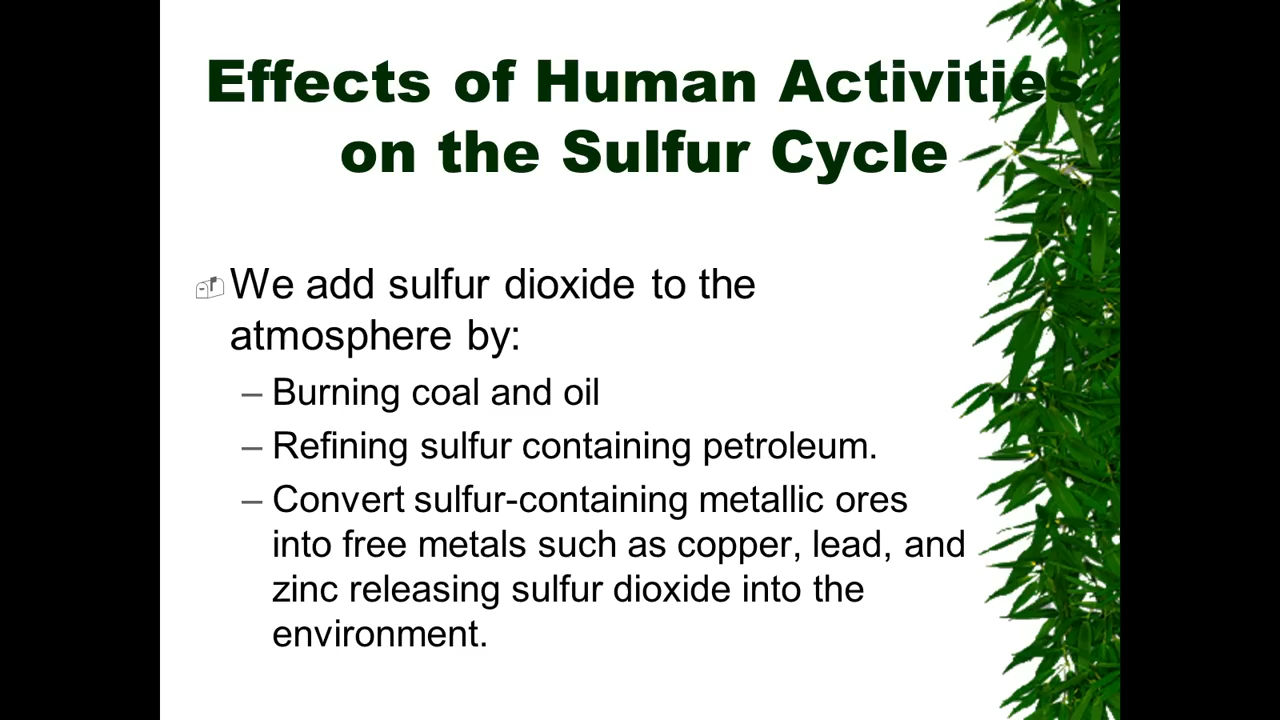 Effects of Human Activities
on the Sulfur Cycle
We add sulfur dioxide to the
atmosphere by:
– Burning coal and oil
– Refining sulfur containing petroleum.
– Convert sulfur-containing metallic ores
into free metals such as copper, lead, and
zinc releasing sulfur dioxide into the
environment.